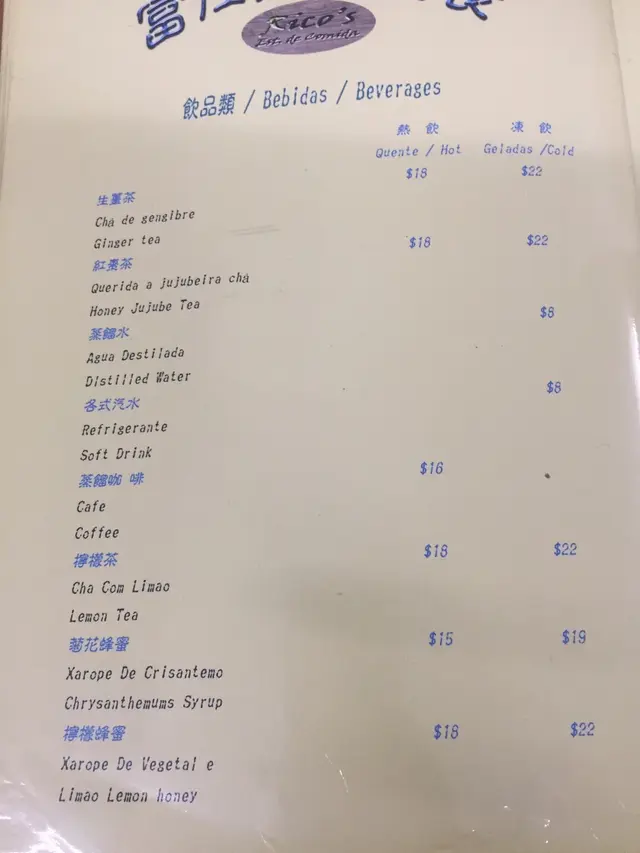 Rico's
Est. de Comida
飲品類 / Bebidas / Beverages
熱 飲 凍 飲
Quente / Hot Geladas /Cold
$18 $22
生薑茶
Chá de gengibre
Ginger tea $18 $22
紅棗茶
Querida a jujubeira chá
Honey Jujube Tea
$8
蒸餾水
Agua Destilada
Distilled Water
$8
各式汽水
Refrigerante
Soft Drink
蒸餾咖 啡 $16
Cafe
Coffee
檸檬茶 $18 $22
Cha Com Limao
Lemon Tea
菊花蜂蜜 $15 $19
Xarope De Crisantemo
Chrysanthemums Syrup
檸檬蜂蜜 $18 $22
Xarope De Vegetal e
Limao Lemon honey